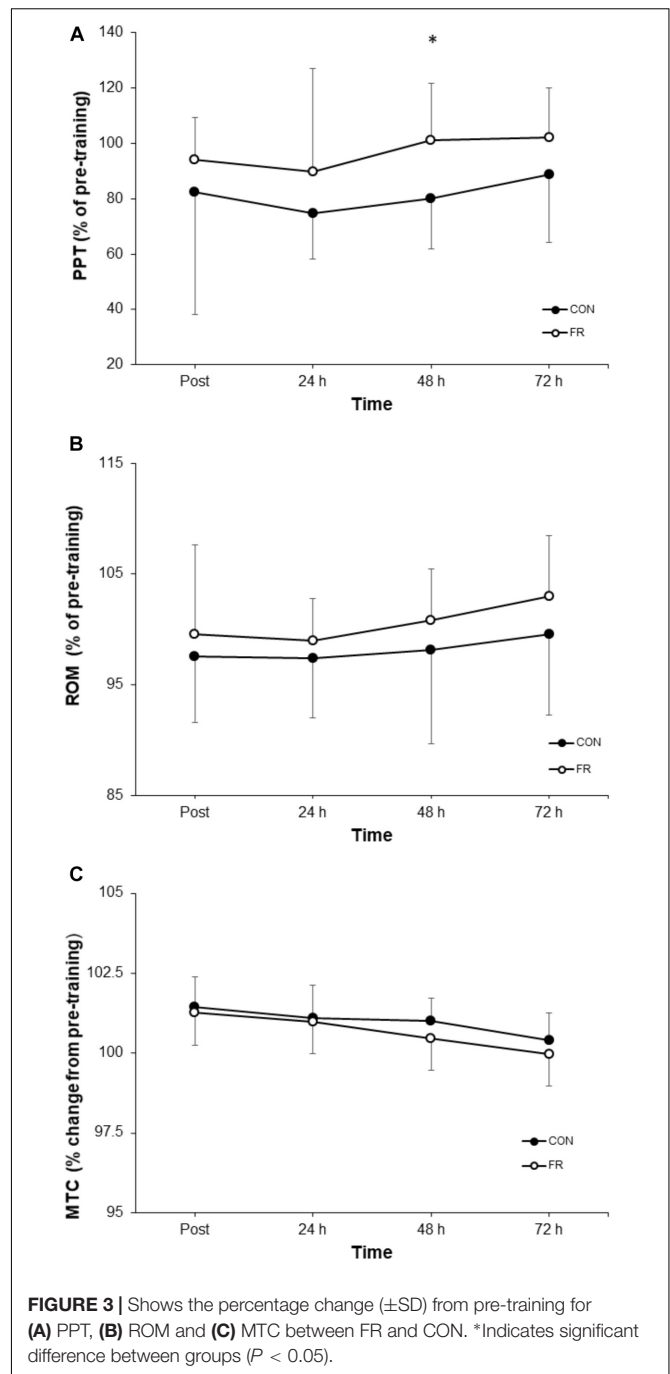 A
140
120
100
80
60
40
20
PPT (% of pre-training)
*
CON
FR
Post 24 h 48 h 72 h
Time
B
115
105
95
85
ROM (% of pre-training)
CON
FR
Post 24 h 48 h 72 h
Time
C
105
102.5
100
97.5
95
MTC (% change from pre-training)
CON
FR
Post 24 h 48 h 72 h
Time
FIGURE 3 | Shows the percentage change (±SD) from pre-training for
(A) PPT, (B) ROM and (C) MTC between FR and CON. *Indicates significant
difference between groups (P < 0.05).